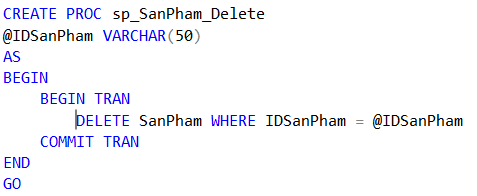 CREATE PROC sp_SanPham_Delete
@IDSanPham VARCHAR(50)
AS
BEGIN
    BEGIN TRAN
        DELETE SanPham WHERE IDSanPham = @IDSanPham
    COMMIT TRAN
END
GO